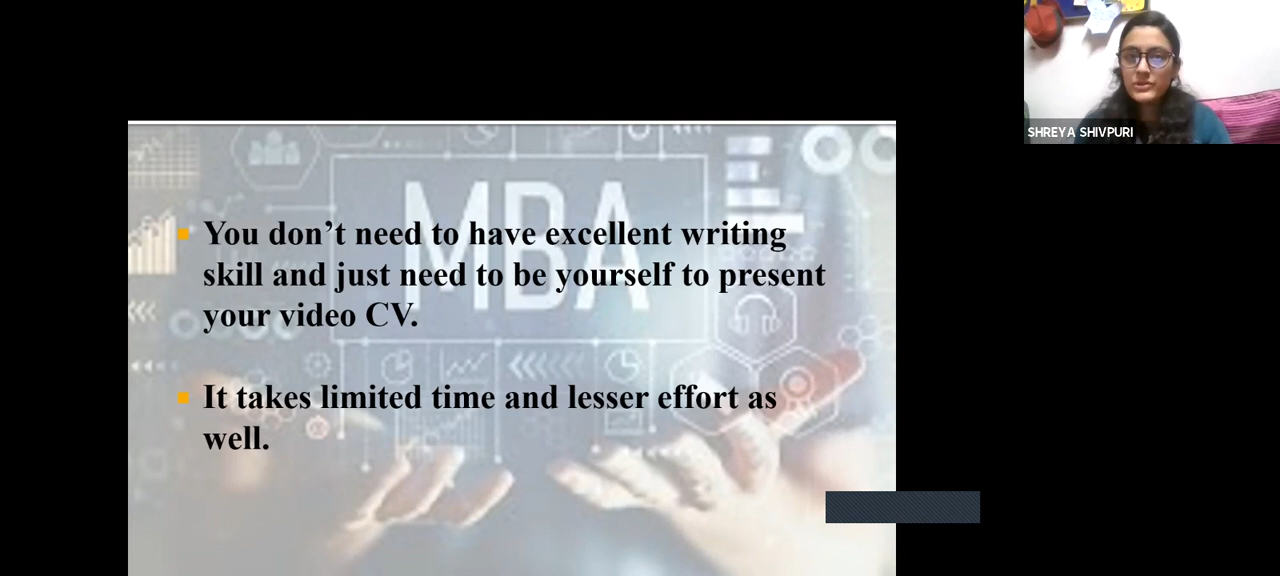 SHREYA SHIVPURI
MBA
You don’t need to have excellent writing
skill and just need to be yourself to present
your video CV.
It takes limited time and lesser effort as
well.